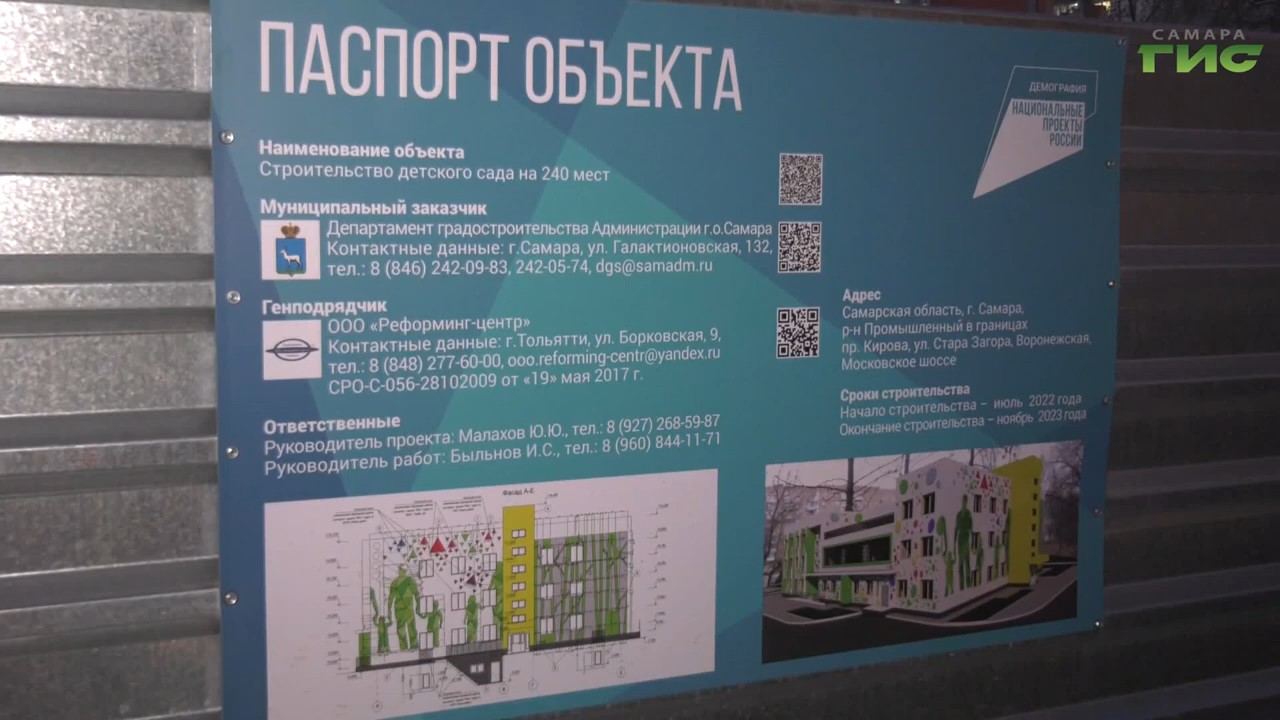 САМАРА
ГИС
ПАСПОРТ ОБЪЕКТА
ДЕМОГРАФИЯ
НАЦИОНАЛЬНЫЕ
ПРОЕКТЫ
РОССИИ
Наименование объекта
Строительство детского сада на 240 мест
Муниципальный заказчик
Департамент градостроительства Администрации г.о.Самара
Контактные данные: г.Самара, ул. Галактионовская, 132,
тел.: 8 (846) 242-09-83, 242-05-74, dgs@samadm.ru
Генподрядчик
ООО «Реформинг-центр»
Контактные данные: г.Тольятти, ул. Борковская, 9,
тел.: 8 (848) 277-60-00, ooo.reforming-centr@yandex.ru
СРО-С-056-28102009 от «19» мая 2017 г.
Ответственные
Руководитель проекта: Малахов Ю.Ю., тел.: 8 (927) 268-59-87
Руководитель работ: Быльнов И.С., тел.: 8 (960) 844-11-71
Адрес
Самарская область, г. Самара,
р-н Промышленный в границах
пр. Кирова, ул. Стара Загора, Воронежская,
Московское шоссе
Сроки строительства
Начало строительства – июль 2022 года
Окончание строительства – ноябрь 2023 года
Фасад А-Е